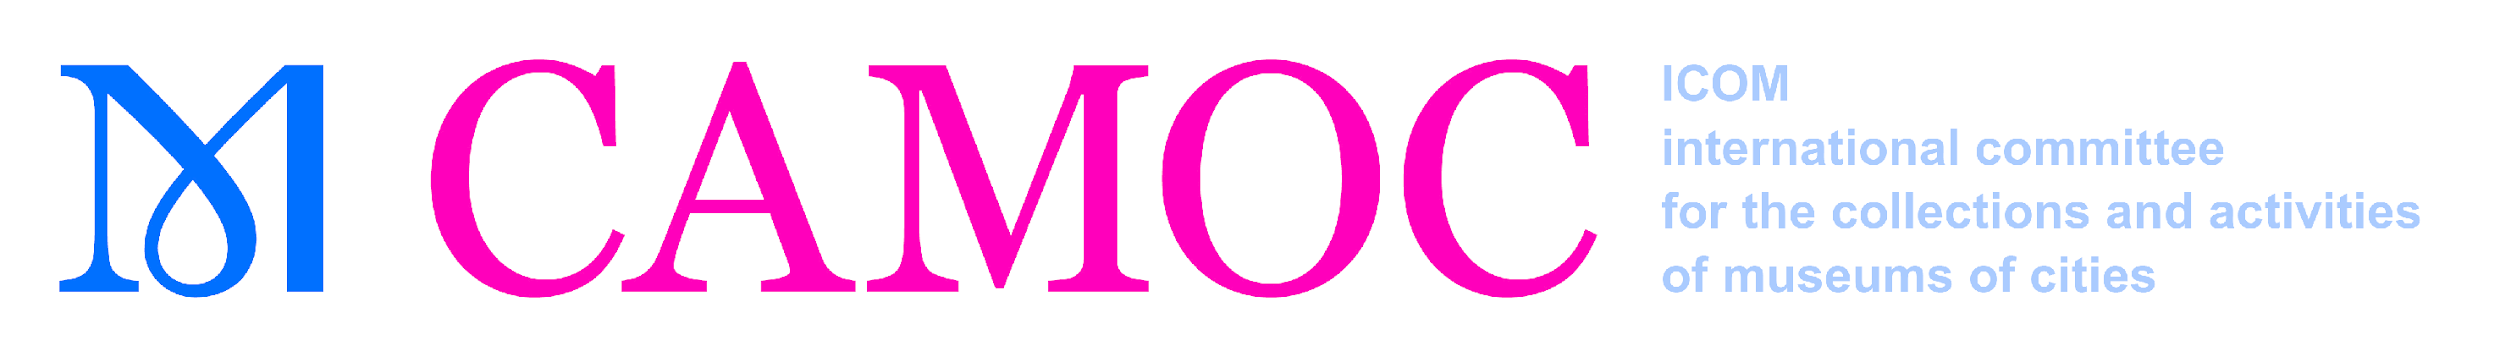 M CAMOC
ICOM
international committee
for the collections and activities
of museums of cities